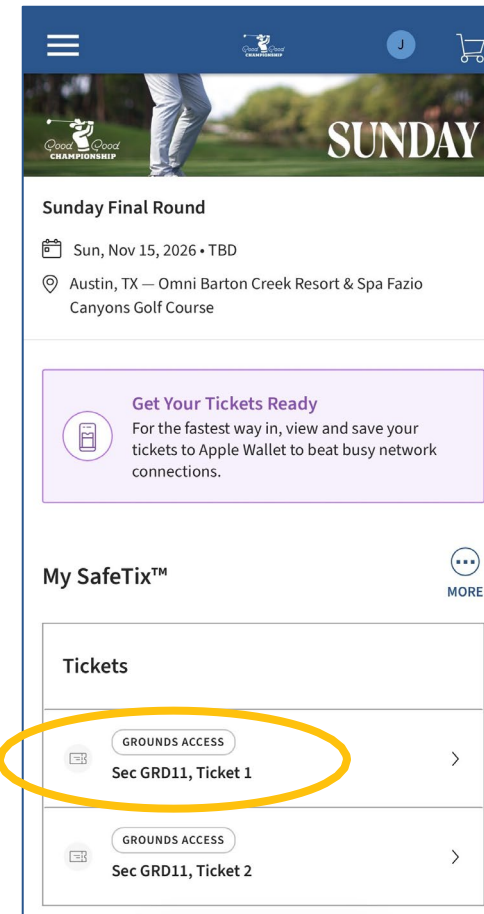 Good Good
CHAMPIONSHIP
J
Good Good
CHAMPIONSHIP
SUNDAY
Sunday Final Round
Sun, Nov 15, 2026 • TBD
Austin, TX — Omni Barton Creek Resort & Spa Fazio
Canyons Golf Course
Get Your Tickets Ready
For the fastest way in, view and save your
tickets to Apple Wallet to beat busy network
connections.
My SafeTix™
MORE
Tickets
GROUNDS ACCESS
Sec GRD11, Ticket 1
GROUNDS ACCESS
Sec GRD11, Ticket 2